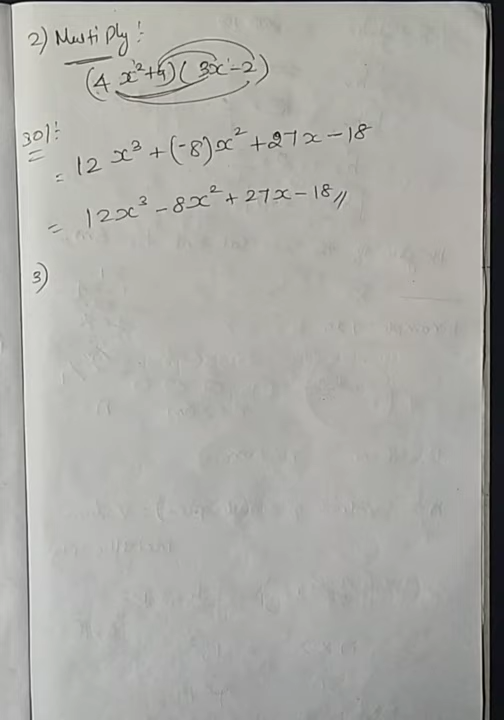 2) MultiPly:
(4x²+9)(3x-2)
Sol:
= 12x³+(-8)x²+27x-18
= 12x³-8x²+27x-18//
3)